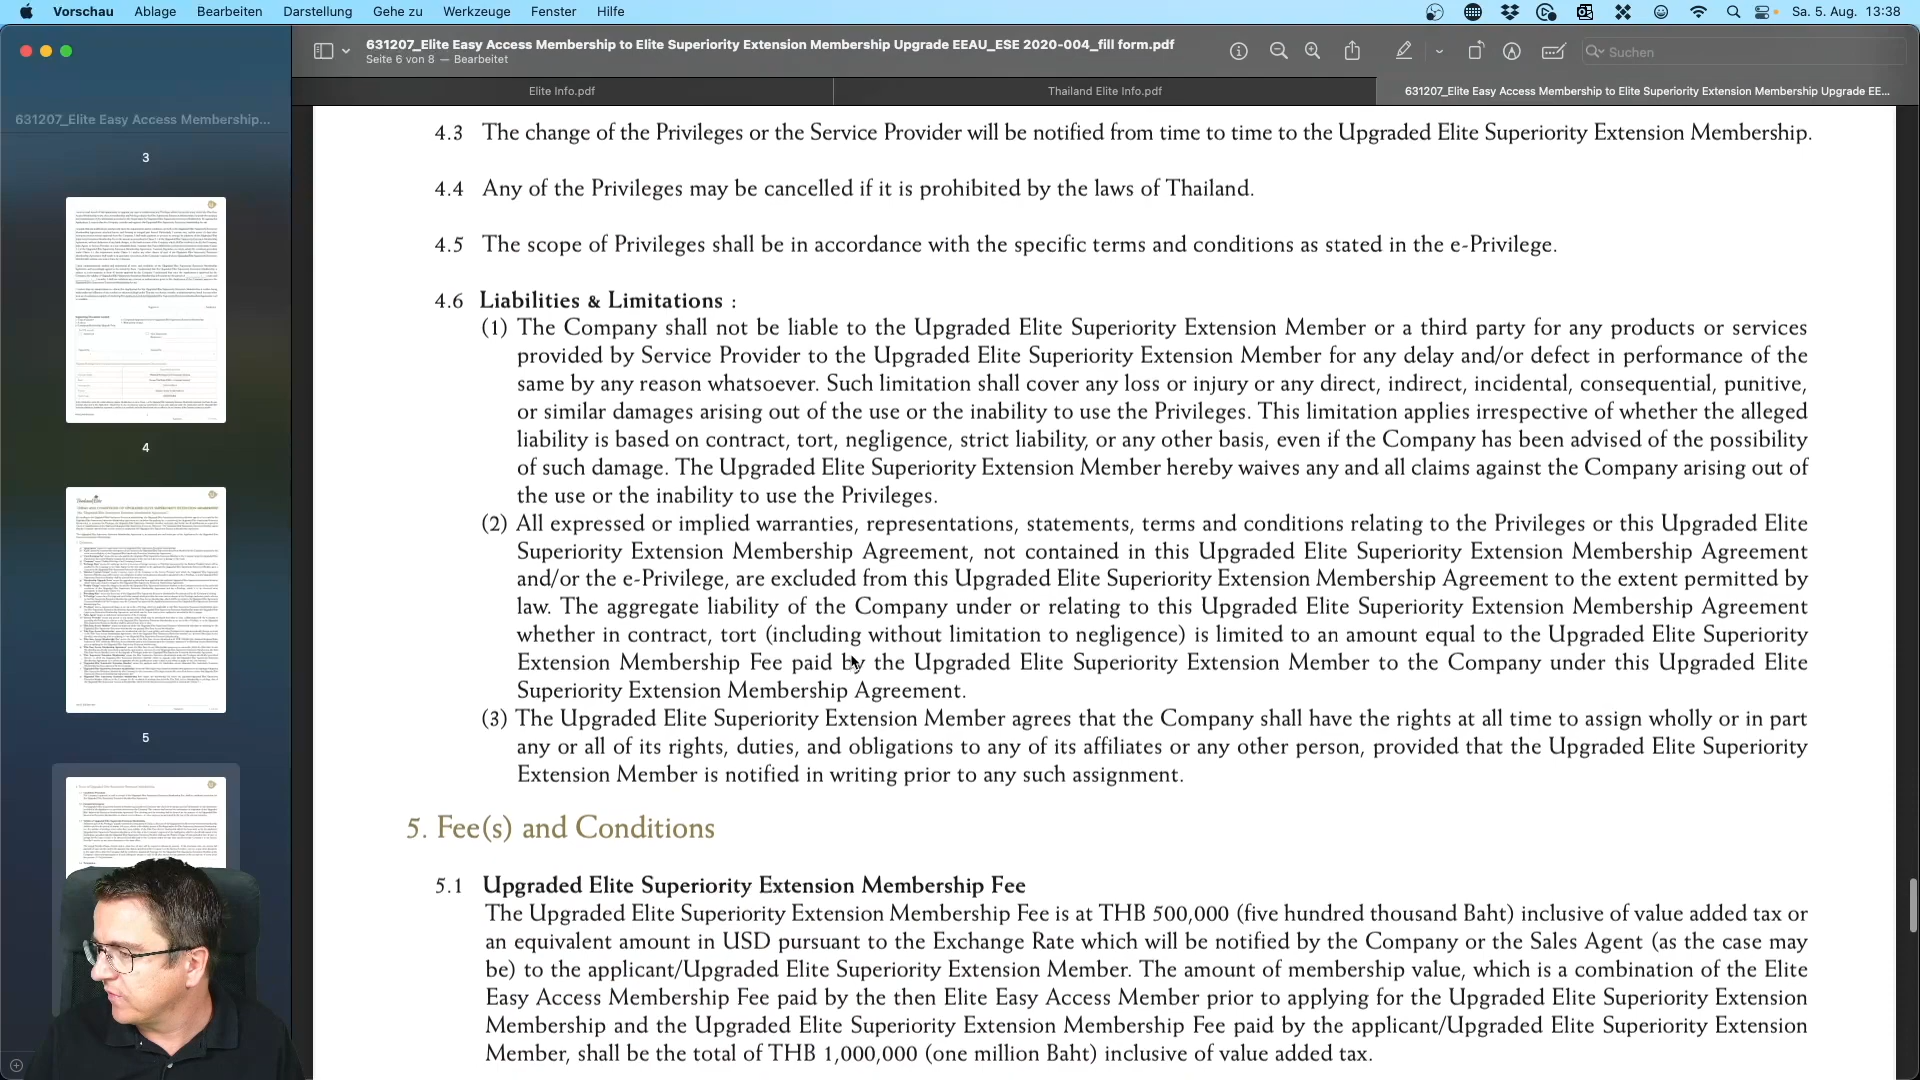 Vorschau Ablage Bearbeiten Darstellung Gehe zu Werkzeuge Fenster Hilfe Sa. 5. Aug. 13:38
631207_Elite Easy Access Membership to Elite Superiority Extension Membership Upgrade EEAU_ESE 2020-004_fill form.pdf
Seite 6 von 8 — Bearbeitet
Suchen
Elite Info.pdf
Thailand Elite Info.pdf
631207_Elite Easy Access Membership to Elite Superiority Extension Membership Upgrade EE...
631207_Elite Easy Access Membership...
3
4
5
4.3 The change of the Privileges or the Service Provider will be notified from time to time to the Upgraded Elite Superiority Extension Membership.
4.4 Any of the Privileges may be cancelled if it is prohibited by the laws of Thailand.
4.5 The scope of Privileges shall be in accordance with the specific terms and conditions as stated in the e-Privilege.
4.6 Liabilities & Limitations :
(1) The Company shall not be liable to the Upgraded Elite Superiority Extension Member or a third party for any products or services
provided by Service Provider to the Upgraded Elite Superiority Extension Member for any delay and/or defect in performance of the
same by any reason whatsoever. Such limitation shall cover any loss or injury or any direct, indirect, incidental, consequential, punitive,
or similar damages arising out of the use or the inability to use the Privileges. This limitation applies irrespective of whether the alleged
liability is based on contract, tort, negligence, strict liability, or any other basis, even if the Company has been advised of the possibility
of such damage. The Upgraded Elite Superiority Extension Member hereby waives any and all claims against the Company arising out of
the use or the inability to use the Privileges.
(2) All expressed or implied warranties, representations, statements, terms and conditions relating to the Privileges or this Upgraded Elite
Superiority Extension Membership Agreement, not contained in this Upgraded Elite Superiority Extension Membership Agreement
and/or the e-Privilege, are excluded from this Upgraded Elite Superiority Extension Membership Agreement to the extent permitted by
law. The aggregate liability of the Company under or relating to this Upgraded Elite Superiority Extension Membership Agreement
whether in contract, tort (including without limitation to negligence) is limited to an amount equal to the Upgraded Elite Superiority
Extension Membership Fee paid by the Upgraded Elite Superiority Extension Member to the Company under this Upgraded Elite
Superiority Extension Membership Agreement.
(3) The Upgraded Elite Superiority Extension Member agrees that the Company shall have the rights at all time to assign wholly or in part
any or all of its rights, duties, and obligations to any of its affiliates or any other person, provided that the Upgraded Elite Superiority
Extension Member is notified in writing prior to any such assignment.
5. Fee(s) and Conditions
5.1 Upgraded Elite Superiority Extension Membership Fee
The Upgraded Elite Superiority Extension Membership Fee is at THB 500,000 (five hundred thousand Baht) inclusive of value added tax or
an equivalent amount in USD pursuant to the Exchange Rate which will be notified by the Company or the Sales Agent (as the case may
be) to the applicant/Upgraded Elite Superiority Extension Member. The amount of membership value, which is a combination of the Elite
Easy Access Membership Fee paid by the then Elite Easy Access Member prior to applying for the Upgraded Elite Superiority Extension
Membership and the Upgraded Elite Superiority Extension Membership Fee paid by the applicant/Upgraded Elite Superiority Extension
Member, shall be the total of THB 1,000,000 (one million Baht) inclusive of value added tax.